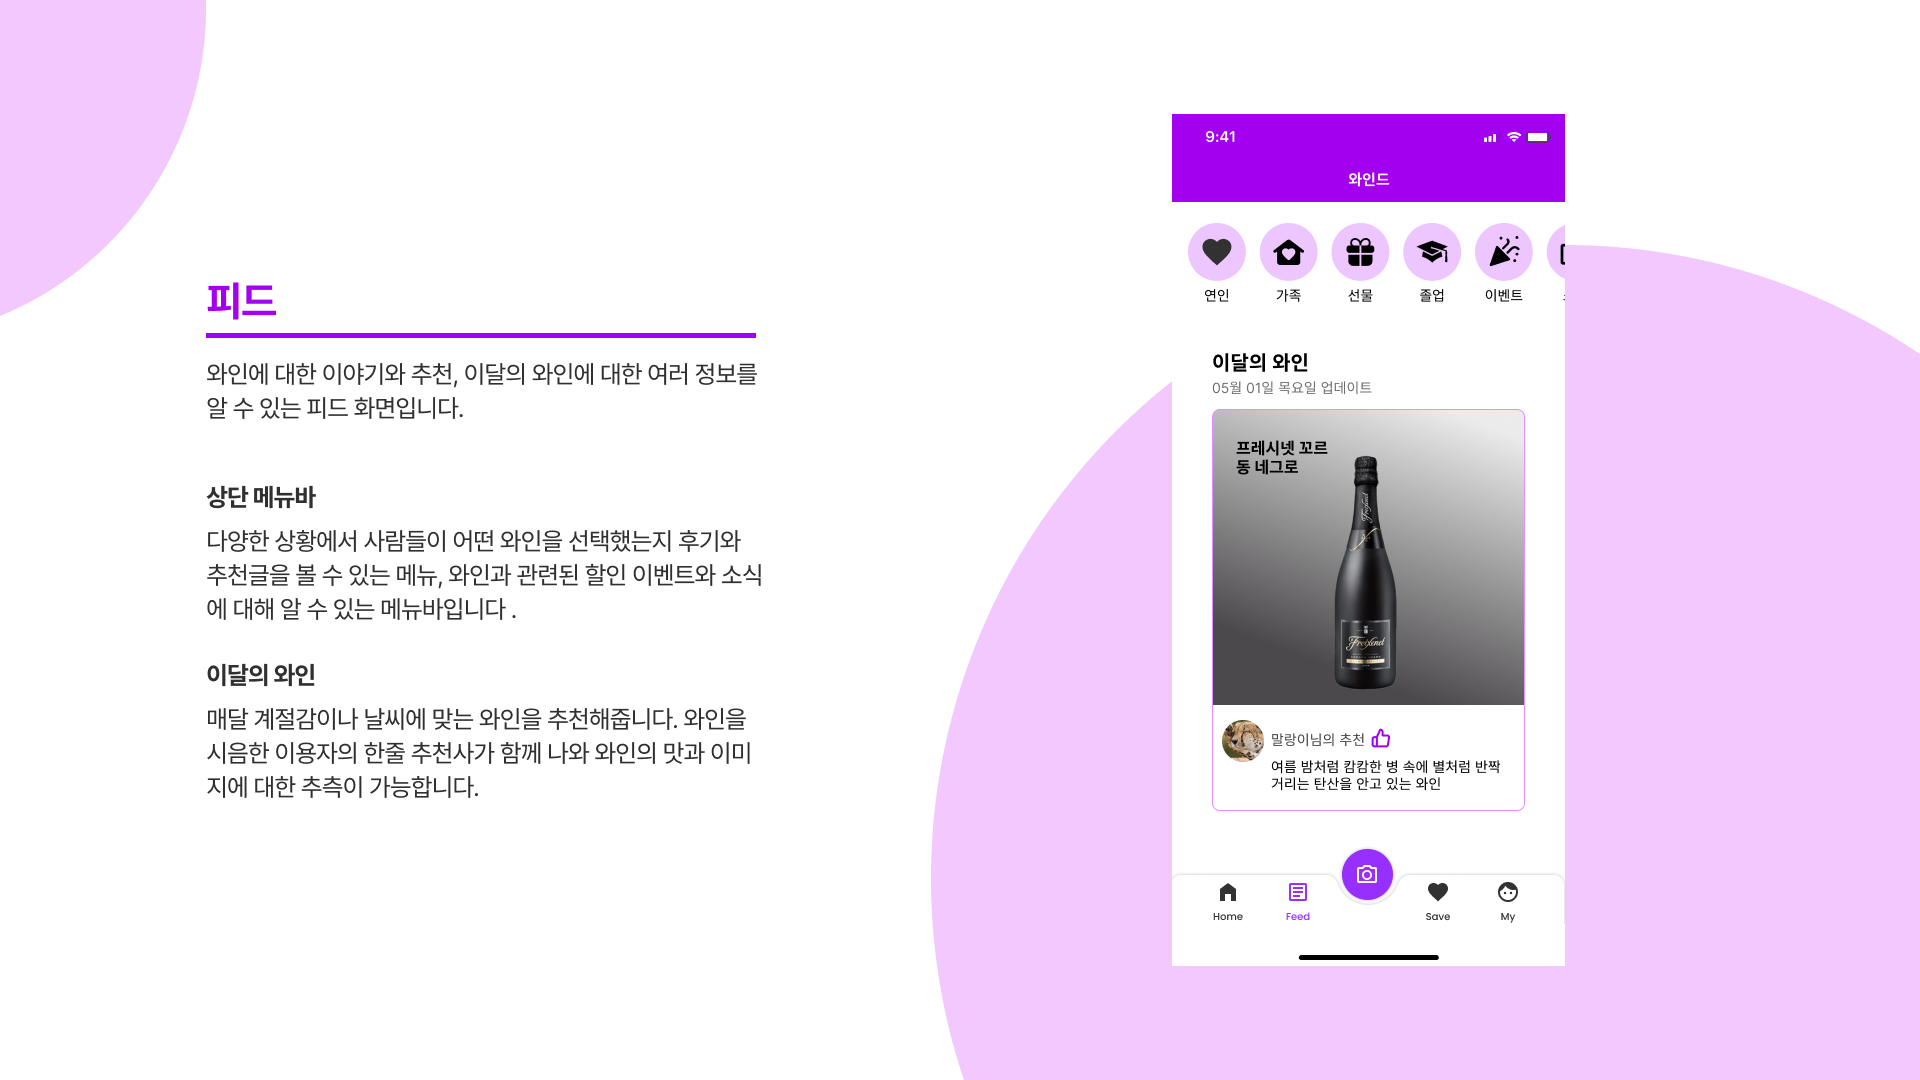 피드
와인에 대한 이야기와 추천, 이달의 와인에 대한 여러 정보를
알 수 있는 피드 화면입니다.
상단 메뉴바
다양한 상황에서 사람들이 어떤 와인을 선택했는지 후기와
추천글을 볼 수 있는 메뉴, 와인과 관련된 할인 이벤트와 소식
에 대해 알 수 있는 메뉴바입니다 .
이달의 와인
매달 계절감이나 날씨에 맞는 와인을 추천해줍니다. 와인을
시음한 이용자의 한줄 추천사가 함께 나와 와인의 맛과 이미
지에 대한 추측이 가능합니다.
9:41
와인드
연인 가족 선물 졸업 이벤트
이달의 와인
05월 01일 목요일 업데이트
프레시넷 꼬르
동 네그로
Freixenet
Freixenet
말랑이님의 추천
여름 밤처럼 캄캄한 병 속에 별처럼 반짝
거리는 탄산을 안고 있는 와인
Home Feed Save My